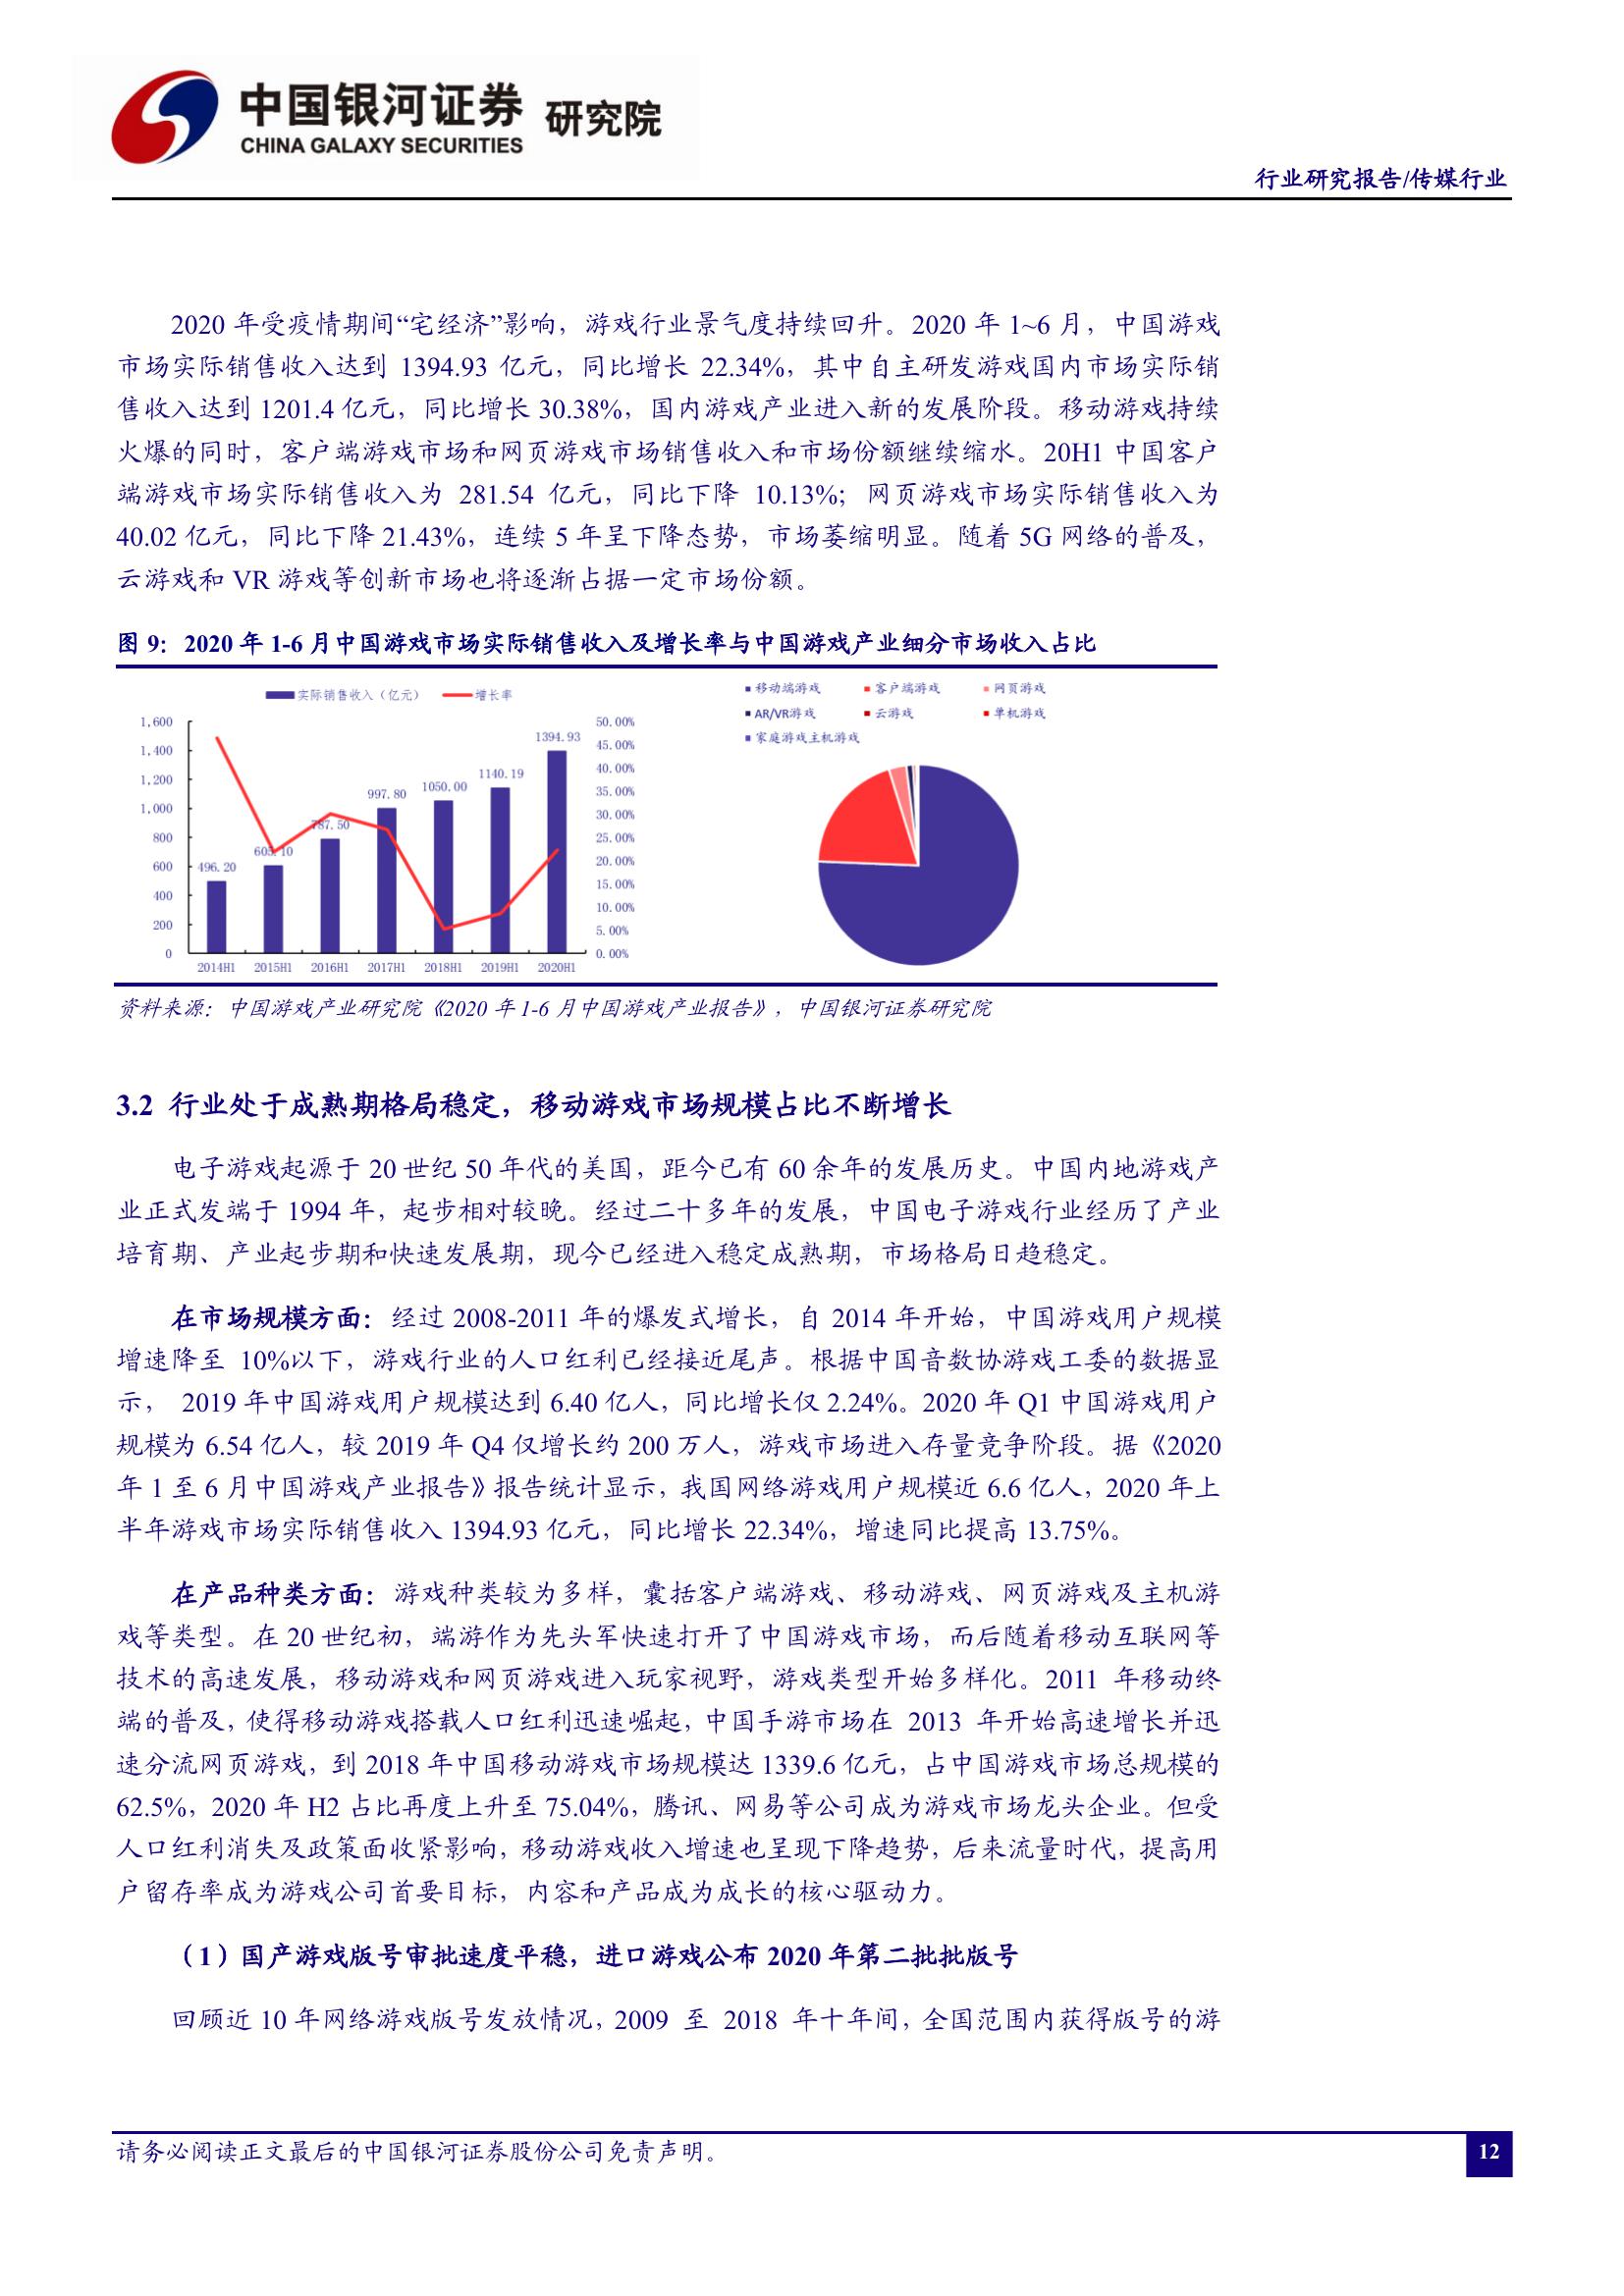 中国银河证券 研究院
CHINA GALAXY SECURITIES
行业研究报告/传媒行业
2020 年受疫情期间“宅经济”影响，游戏行业景气度持续回升。2020 年 1~6 月，中国游戏
市场实际销售收入达到 1394.93 亿元，同比增长 22.34%，其中自主研发游戏国内市场实际销
售收入达到 1201.4 亿元，同比增长 30.38%，国内游戏产业进入新的发展阶段。移动游戏持续
火爆的同时，客户端游戏市场和网页游戏市场销售收入和市场份额继续缩水。20H1 中国客户
端游戏市场实际销售收入为 281.54 亿元，同比下降 10.13%；网页游戏市场实际销售收入为
40.02 亿元，同比下降 21.43%，连续 5 年呈下降态势，市场萎缩明显。随着 5G 网络的普及，
云游戏和 VR 游戏等创新市场也将逐渐占据一定市场份额。
图 9：2020 年 1-6 月中国游戏市场实际销售收入及增长率与中国游戏产业细分市场收入占比
实际销售收入（亿元） 增长率
1,600
1,400
1,200
1,000
800
600
400
200
0
496.20
605.10
787.50
997.80
1050.00
1140.19
1394.93
50.00%
45.00%
40.00%
35.00%
30.00%
25.00%
20.00%
15.00%
10.00%
5.00%
0.00%
2014H1 2015H1 2016H1 2017H1 2018H1 2019H1 2020H1
移动端游戏 客户端游戏 网页游戏
AR/VR游戏 云游戏 单机游戏
家庭游戏主机游戏
资料来源：中国游戏产业研究院《2020 年 1-6 月中国游戏产业报告》，中国银河证券研究院
3.2 行业处于成熟期格局稳定，移动游戏市场规模占比不断增长
电子游戏起源于 20 世纪 50 年代的美国，距今已有 60 余年的发展历史。中国内地游戏产
业正式发端于 1994 年，起步相对较晚。经过二十多年的发展，中国电子游戏行业经历了产业
培育期、产业起步期和快速发展期，现今已经进入稳定成熟期，市场格局日趋稳定。
在市场规模方面：经过 2008-2011 年的爆发式增长，自 2014 年开始，中国游戏用户规模
增速降至 10%以下，游戏行业的人口红利已经接近尾声。根据中国音数协游戏工委的数据显
示， 2019 年中国游戏用户规模达到 6.40 亿人，同比增长仅 2.24%。2020 年 Q1 中国游戏用户
规模为 6.54 亿人，较 2019 年 Q4 仅增长约 200 万人，游戏市场进入存量竞争阶段。据《2020
年 1 至 6 月中国游戏产业报告》报告统计显示，我国网络游戏用户规模近 6.6 亿人，2020 年上
半年游戏市场实际销售收入 1394.93 亿元，同比增长 22.34%，增速同比提高 13.75%。
在产品种类方面：游戏种类较为多样，囊括客户端游戏、移动游戏、网页游戏及主机游
戏等类型。在 20 世纪初，端游作为先头军快速打开了中国游戏市场，而后随着移动互联网等
技术的高速发展，移动游戏和网页游戏进入玩家视野，游戏类型开始多样化。2011 年移动终
端的普及，使得移动游戏搭载人口红利迅速崛起，中国手游市场在 2013 年开始高速增长并迅
速分流网页游戏，到 2018 年中国移动游戏市场规模达 1339.6 亿元，占中国游戏市场总规模的
62.5%，2020 年 H2 占比再度上升至 75.04%，腾讯、网易等公司成为游戏市场龙头企业。但受
人口红利消失及政策面收紧影响，移动游戏收入增速也呈现下降趋势，后来流量时代，提高用
户留存率成为游戏公司首要目标，内容和产品成为成长的核心驱动力。
（1）国产游戏版号审批速度平稳，进口游戏公布 2020 年第二批批版号
回顾近 10 年网络游戏版号发放情况，2009 至 2018 年十年间，全国范围内获得版号的游
请务必阅读正文最后的中国银河证券股份公司免责声明。
12